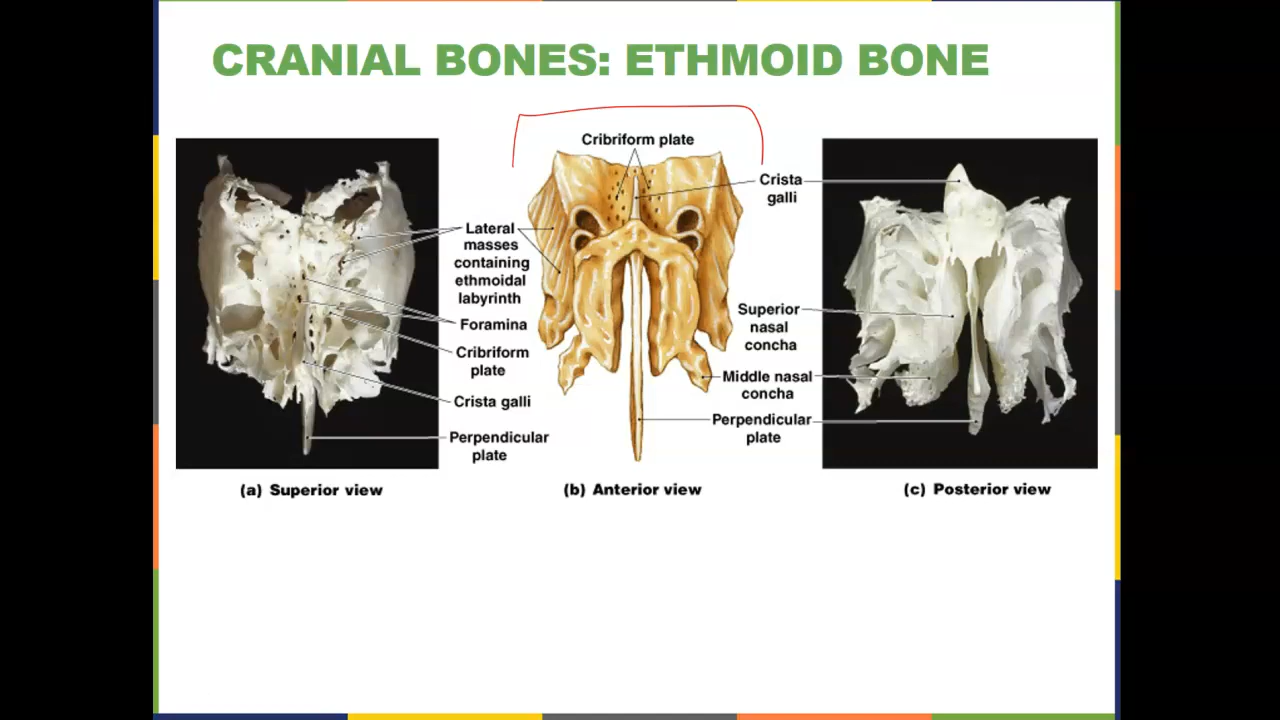 CRANIAL BONES: ETHMOID BONE
Cribriform plate
Crista
galli
Lateral
masses
containing
ethmoidal
labyrinth
Foramina
Cribriform
plate
Crista galli
Perpendicular
plate
Superior
nasal
concha
Middle nasal
concha
Perpendicular
plate
(a) Superior view
(b) Anterior view
(c) Posterior view